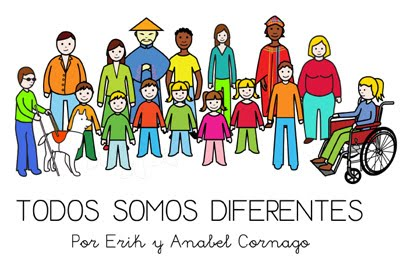 TODOS SOMOS DIFERENTES
Por Erik y Anabel Cornago